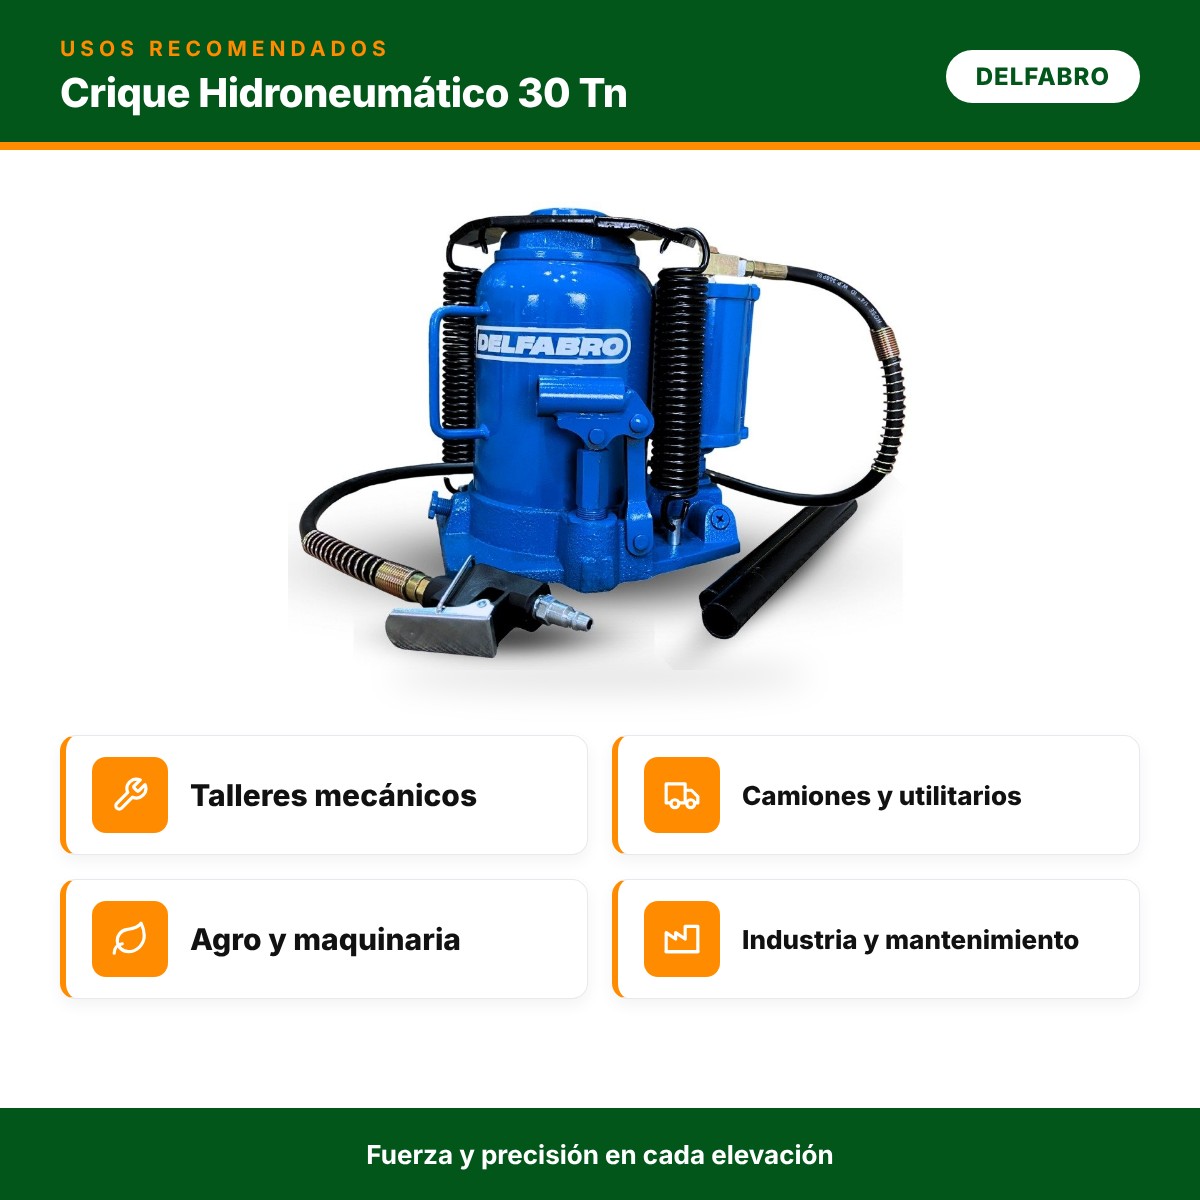 USOS RECOMENDADOS
Crique Hidroneumático 30 Tn
DELFABRO
DELFABRO
Talleres mecánicos
Camiones y utilitarios
Agro y maquinaria
Industria y mantenimiento
Fuerza y precisión en cada elevación